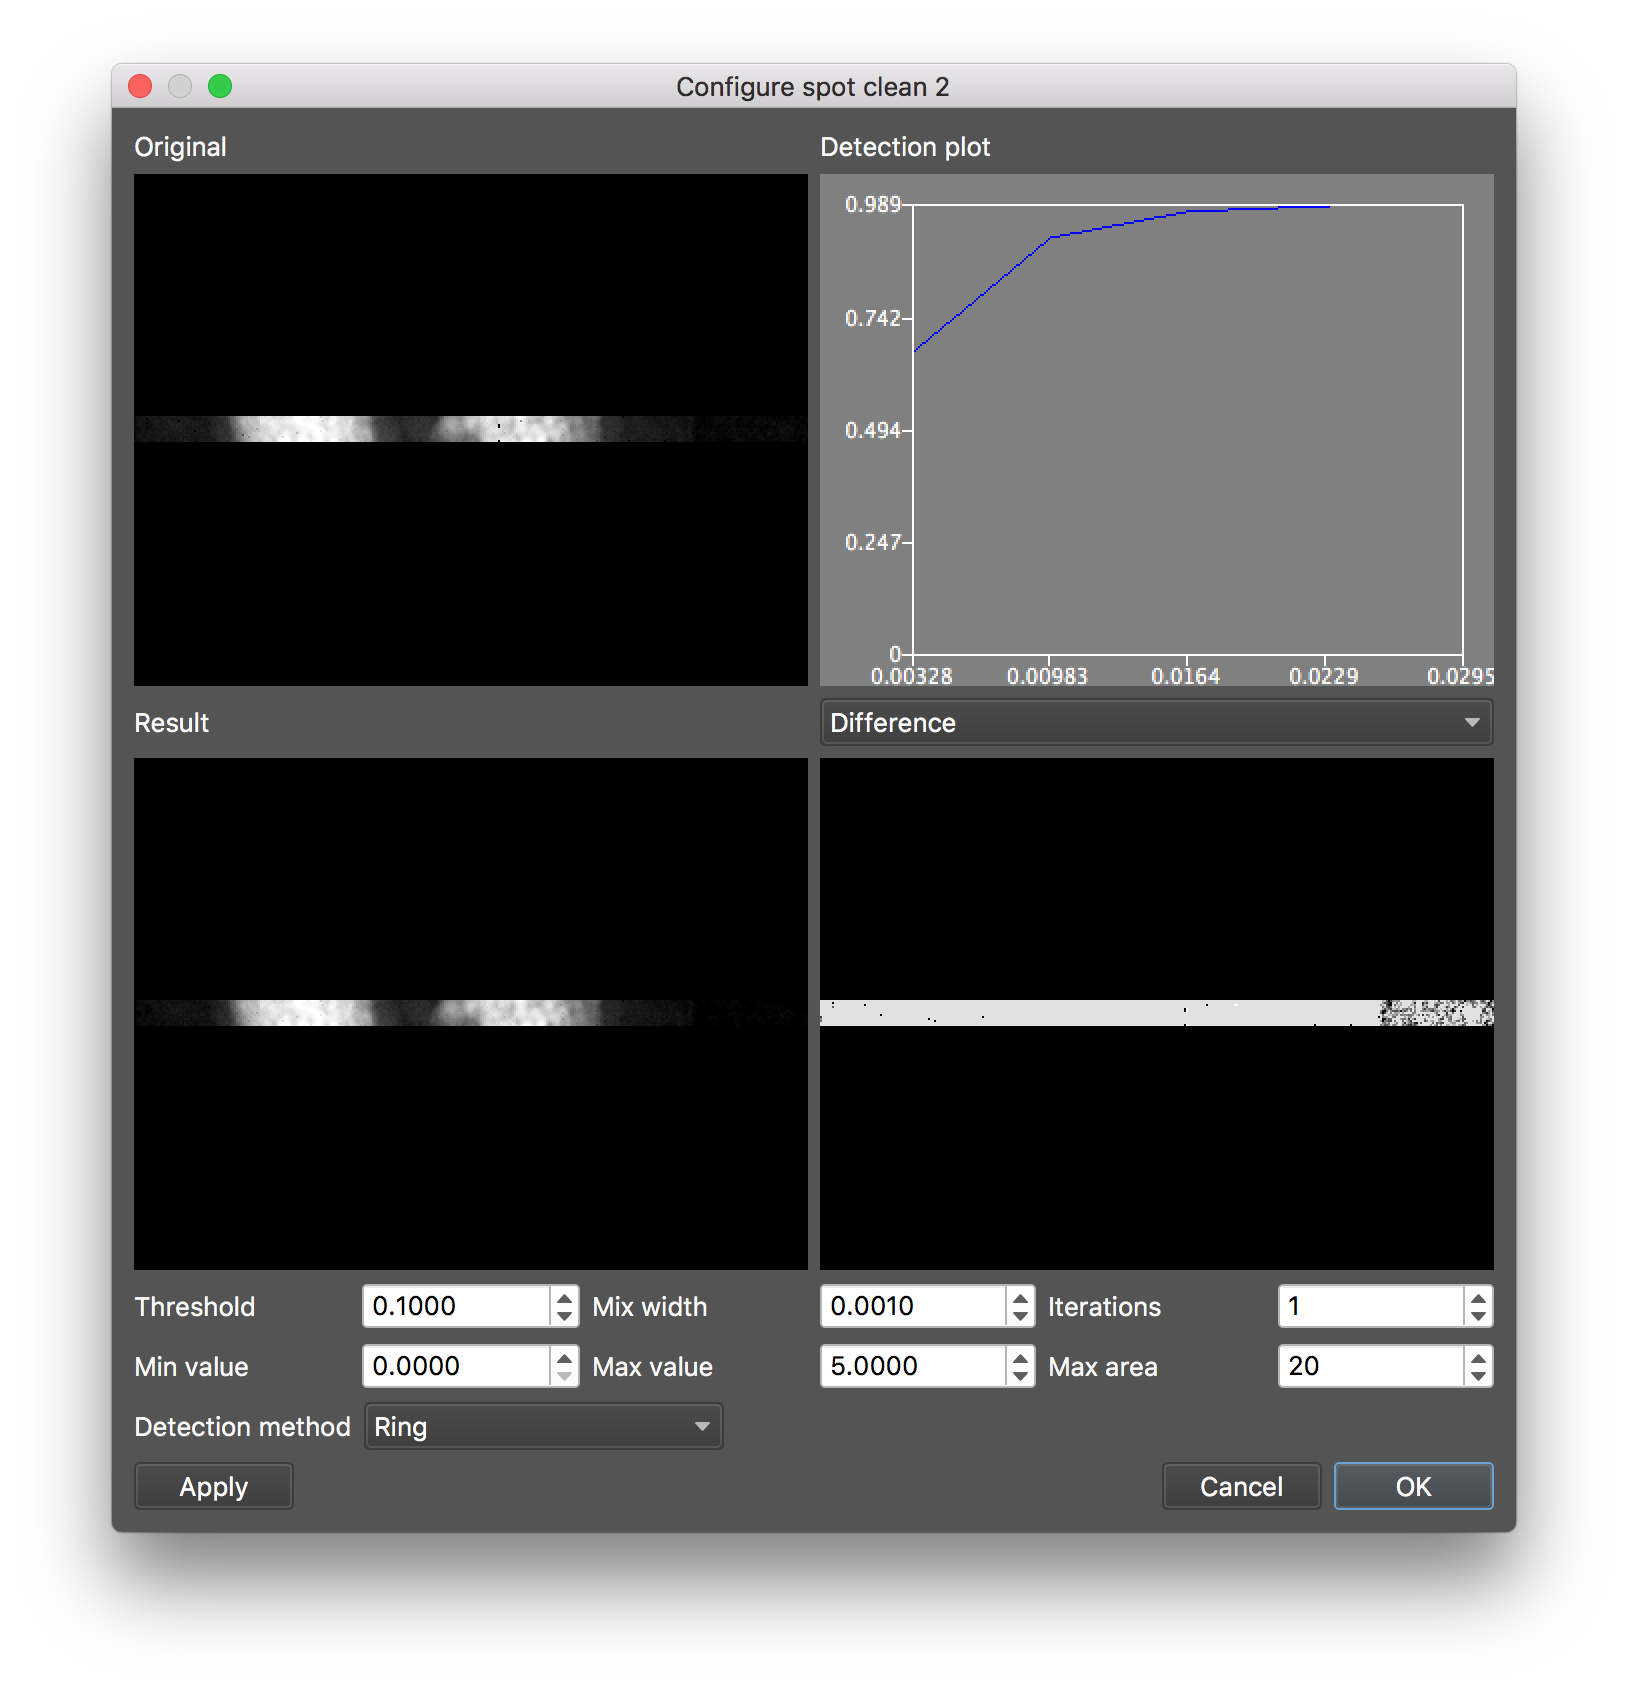 Configure spot clean 2
Original
Detection plot
0.989
0.742
0.494
0.247
0
0.00328 0.00983 0.0164 0.0229 0.0295
Result
Difference
Threshold 0.1000 Mix width 0.0010 Iterations 1
Min value 0.0000 Max value 5.0000 Max area 20
Detection method Ring
Apply Cancel OK